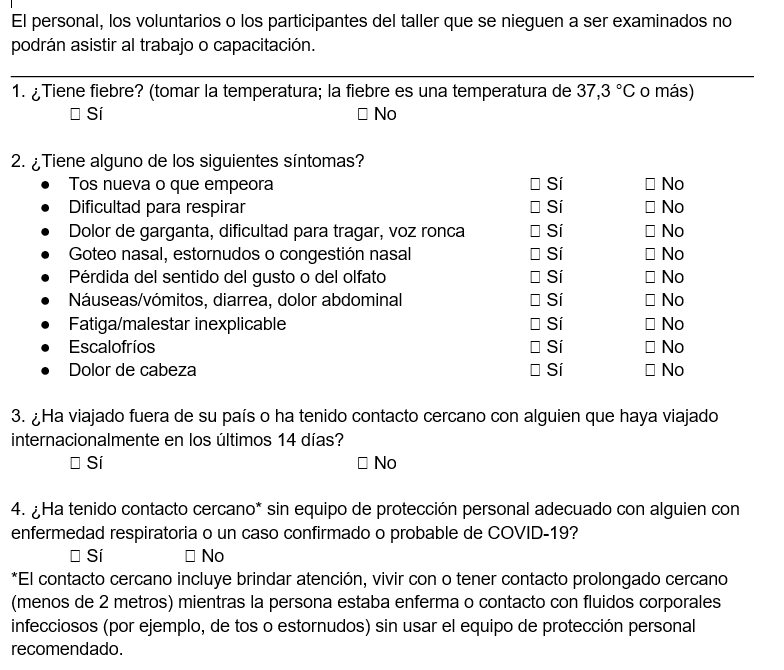 El personal, los voluntarios o los participantes del taller que se nieguen a ser examinados no
podrán asistir al trabajo o capacitación.
1. ¿Tiene fiebre? (tomar la temperatura; la fiebre es una temperatura de 37,3 °C o más)
□ Sí □ No
2. ¿Tiene alguno de los siguientes síntomas?
● Tos nueva o que empeora □ Sí □ No
● Dificultad para respirar □ Sí □ No
● Dolor de garganta, dificultad para tragar, voz ronca □ Sí □ No
● Goteo nasal, estornudos o congestión nasal □ Sí □ No
● Pérdida del sentido del gusto o del olfato □ Sí □ No
● Náuseas/vómitos, diarrea, dolor abdominal □ Sí □ No
● Fatiga/malestar inexplicable □ Sí □ No
● Escalofríos □ Sí □ No
● Dolor de cabeza □ Sí □ No
3. ¿Ha viajado fuera de su país o ha tenido contacto cercano con alguien que haya viajado
internacionalmente en los últimos 14 días?
□ Sí □ No
4. ¿Ha tenido contacto cercano* sin equipo de protección personal adecuado con alguien con
enfermedad respiratoria o un caso confirmado o probable de COVID-19?
□ Sí □ No
*El contacto cercano incluye brindar atención, vivir con o tener contacto prolongado cercano
(menos de 2 metros) mientras la persona estaba enferma o contacto con fluidos corporales
infecciosos (por ejemplo, de tos o estornudos) sin usar el equipo de protección personal
recomendado.